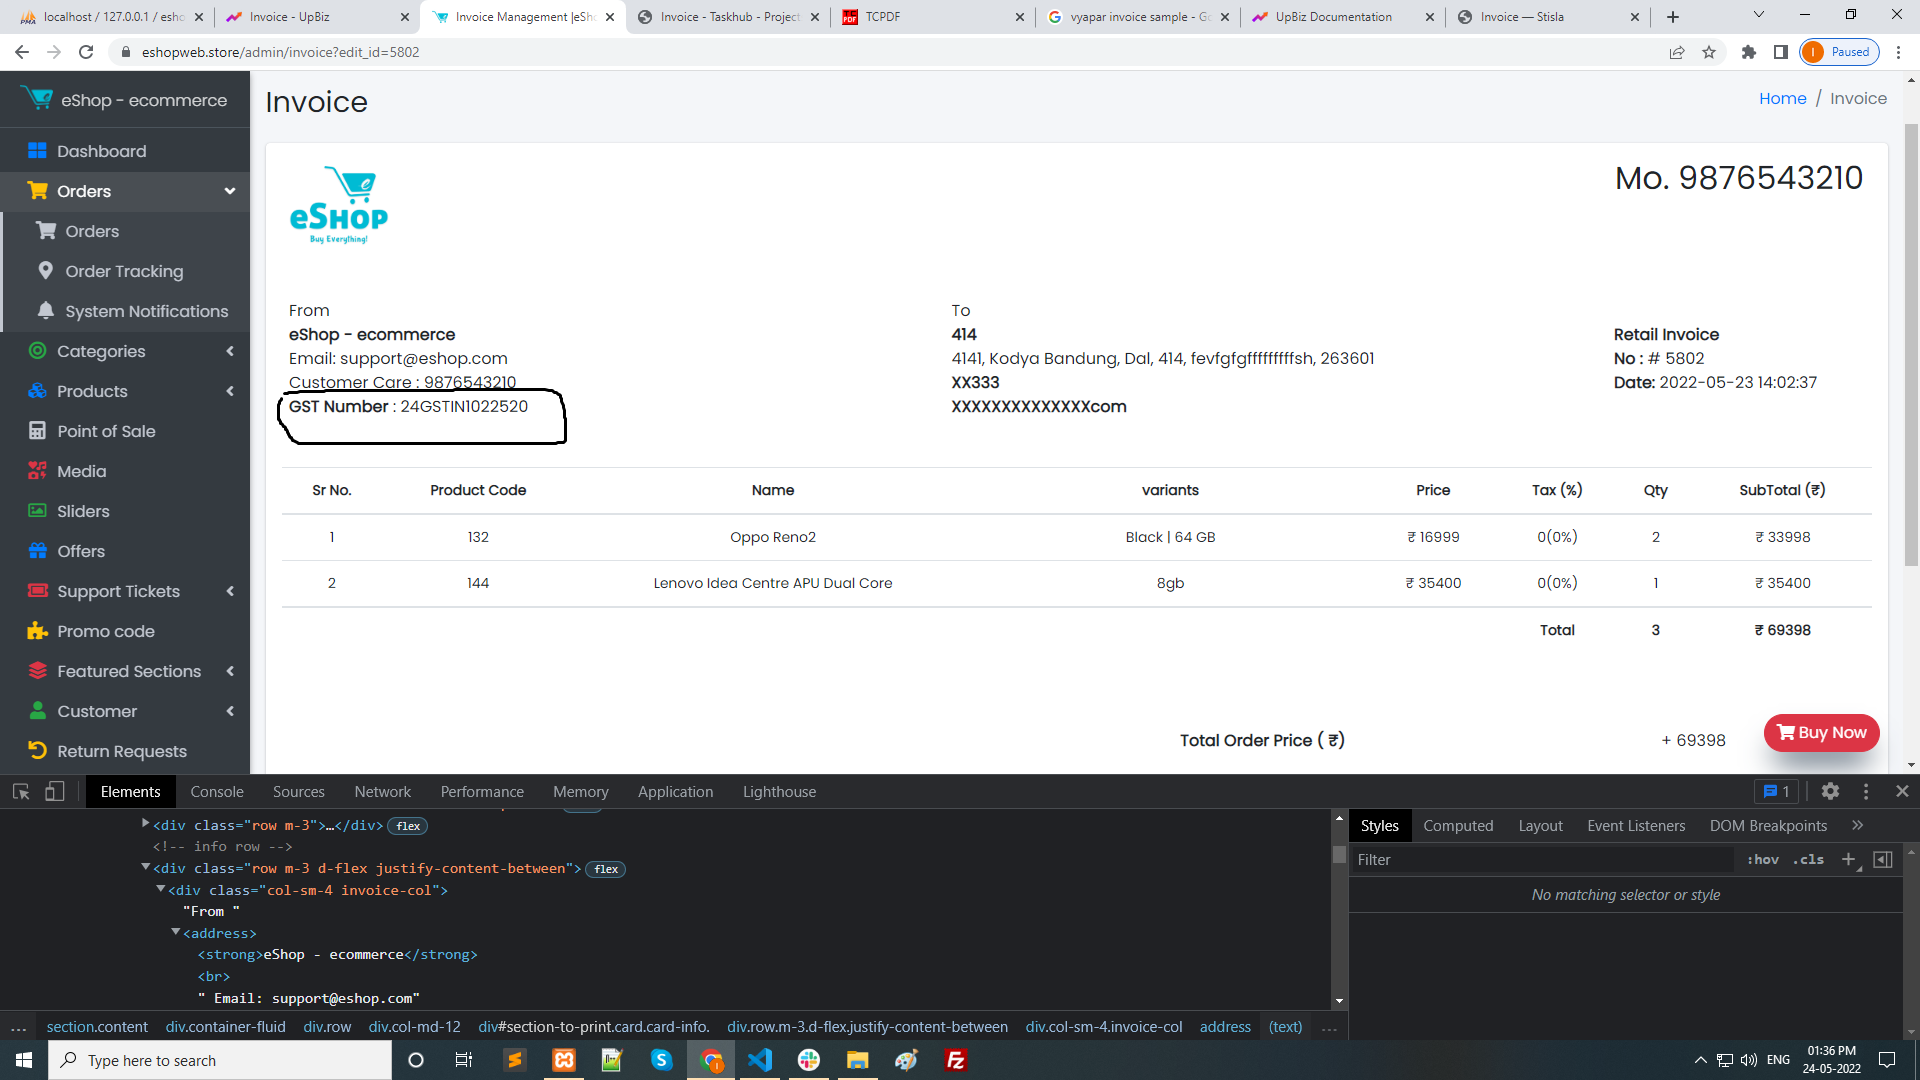 localhost / 127.0.0.1 / esho
Invoice - UpBiz
Invoice Management |eSho
Invoice - Taskhub - Project
TCPDF
vyapar invoice sample - Go
UpBiz Documentation
Invoice — Stisla
eshopweb.store/admin/invoice?edit_id=5802
I Paused
eShop - ecommerce
Invoice
Home / Invoice
Dashboard
Orders
Orders
Order Tracking
System Notifications
Categories
Products
Point of Sale
Media
Sliders
Offers
Support Tickets
Promo code
Featured Sections
Customer
Return Requests
eSHOP
Buy Everything!
Mo. 9876543210
From
eShop - ecommerce
Email: support@eshop.com
Customer Care : 9876543210
GST Number : 24GSTIN1022520
To
414
4141, Kodya Bandung, Dal, 414, fevfgfgfffffffffsh, 263601
XX333
XXXXXXXXXXXXXXcom
Retail Invoice
No : # 5802
Date: 2022-05-23 14:02:37
Sr No. Product Code Name variants Price Tax (%) Qty SubTotal (₹)
1 132 Oppo Reno2 Black | 64 GB ₹ 16999 0(0%) 2 ₹ 33998
2 144 Lenovo Idea Centre APU Dual Core 8gb ₹ 35400 0(0%) 1 ₹ 35400
Total 3 ₹ 69398
Total Order Price ( ₹) + 69398
Buy Now
Elements Console Sources Network Performance Memory Application Lighthouse 1
<div class="row m-3">…</div> flex
<!-- info row -->
<div class="row m-3 d-flex justify-content-between"> flex
<div class="col-sm-4 invoice-col">
"From "
<address>
<strong>eShop - ecommerce</strong>
<br>
" Email: support@eshop.com"
... section.content div.container-fluid div.row div.col-md-12 div#section-to-print.card.card-info. div.row.m-3.d-flex.justify-content-between div.col-sm-4.invoice-col address (text) ...
Styles Computed Layout Event Listeners DOM Breakpoints »
Filter :hov .cls +
No matching selector or style
Type here to search
ENG
01:36 PM
24-05-2022